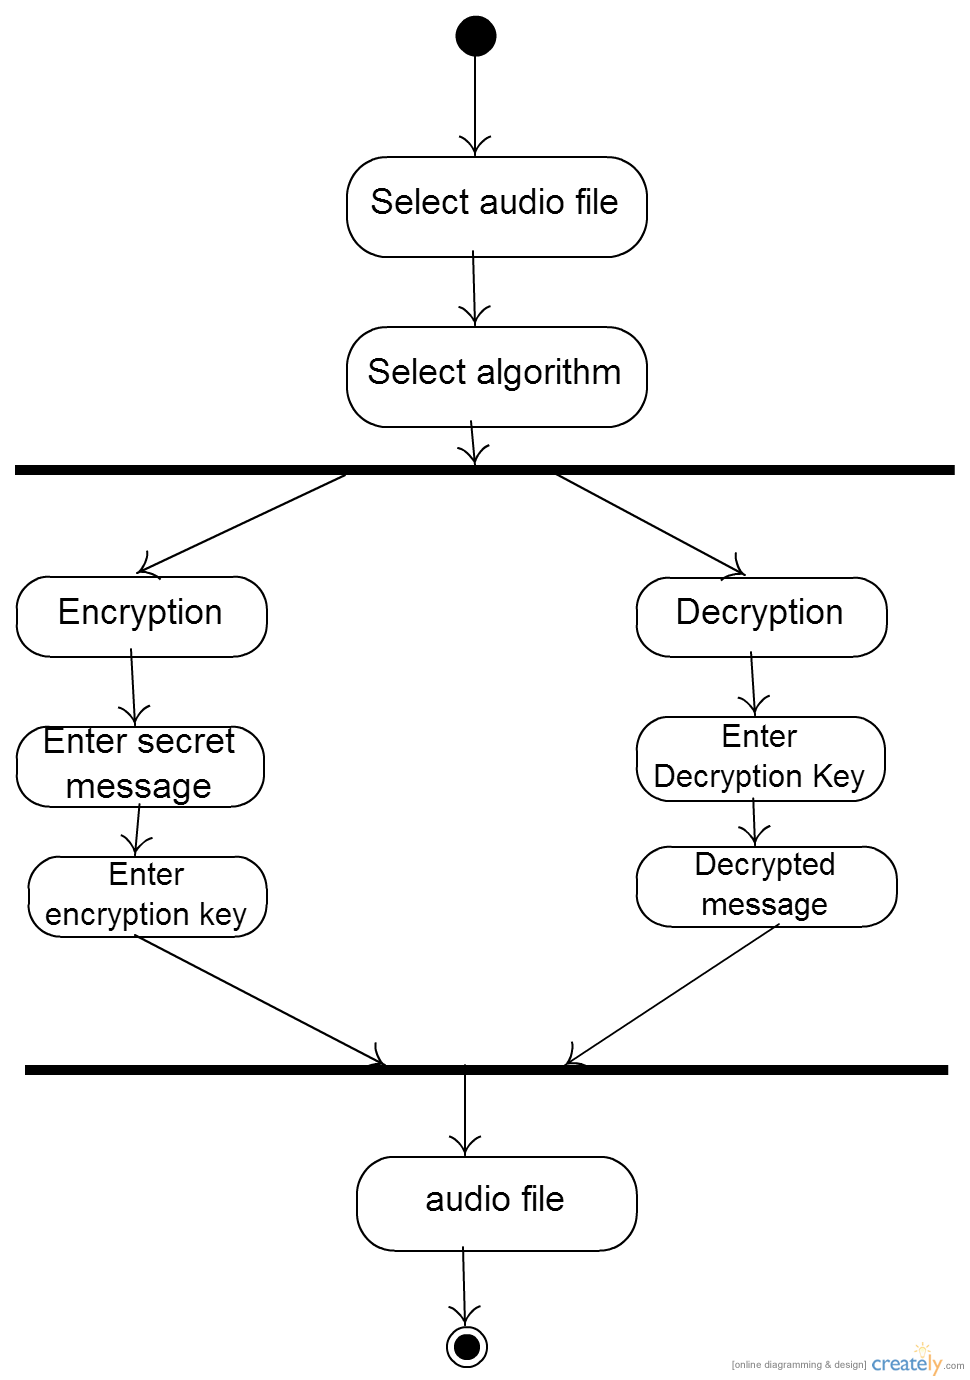 Select audio file
Select algorithm
Encryption
Enter secret
message
Enter
encryption key
Decryption
Enter
Decryption Key
Decrypted
message
audio file
[online diagramming & design] creately.com